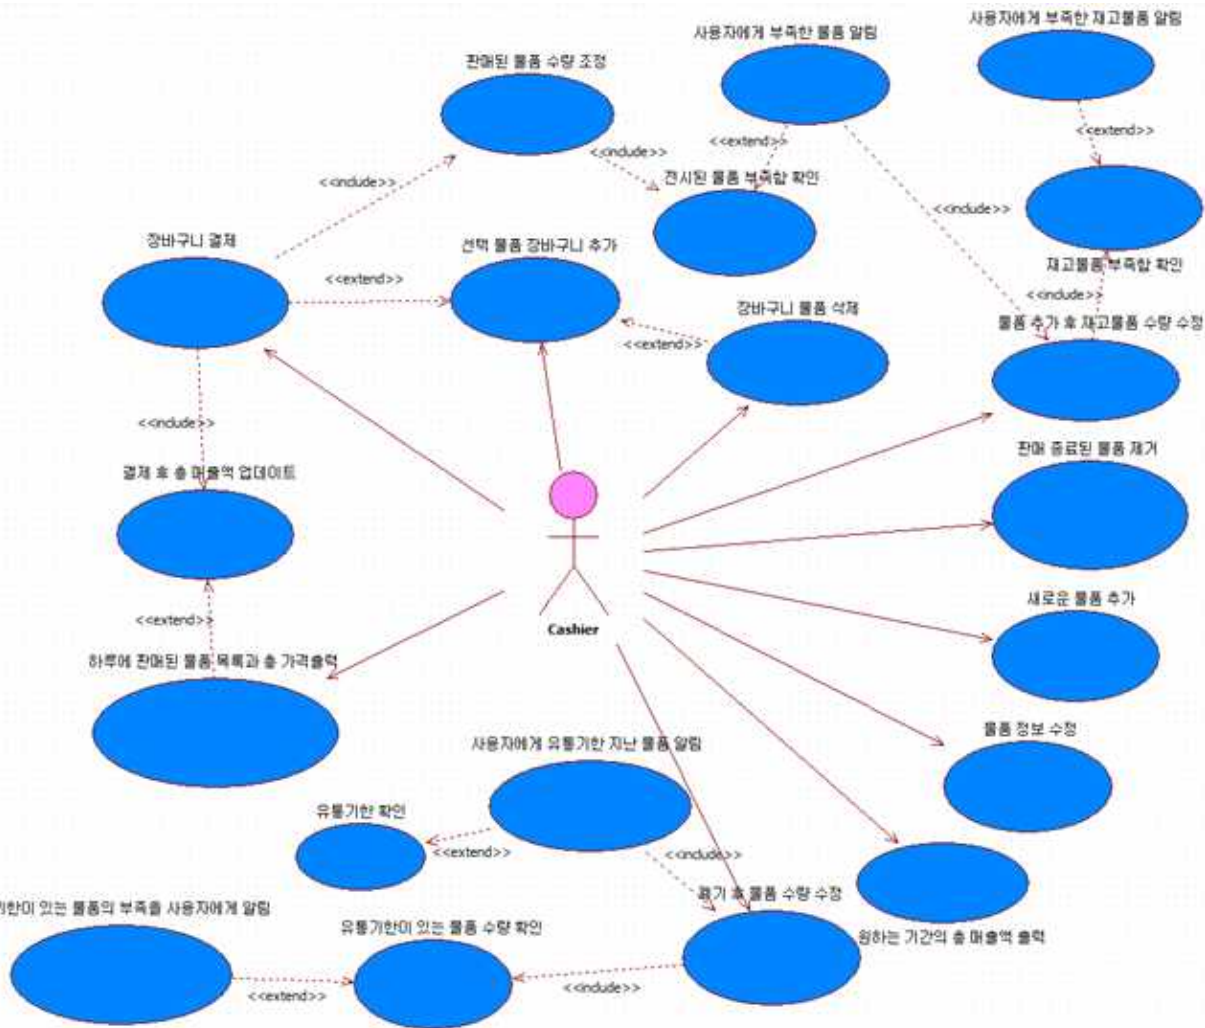 사용자에게 부족한 재고물품 알림
사용자에게 부족한 물품 알림
판매된 물품 수량 조정
<<extend>>
<<extend>>
<<include>>
<<include>>
전시된 물품 부족함 확인
<<include>>
장바구니 결제
선택 물품 장바구니 추가
재고물품 부족함 확인
<<extend>>
<<include>>
장바구니 물품 삭제
물품 추가 후 재고물품 수량 수정
<<extend>>
<<include>>
판매 종료된 물품 제거
결제 후 총 매출액 업데이트
새로운 물품 추가
<<extend>>
Cashier
하루에 판매된 물품 목록과 총 가격출력
물품 정보 수정
사용자에게 유통기한 지난 물품 알림
유통기한 확인
<<extend>>
<<include>>
폐기 후 물품 수량 수정
기한이 있는 물품의 부족을 사용자에게 알림
유통기한이 있는 물품 수량 확인
원하는 기간의 총 매출액 출력
<<include>>
<<extend>>